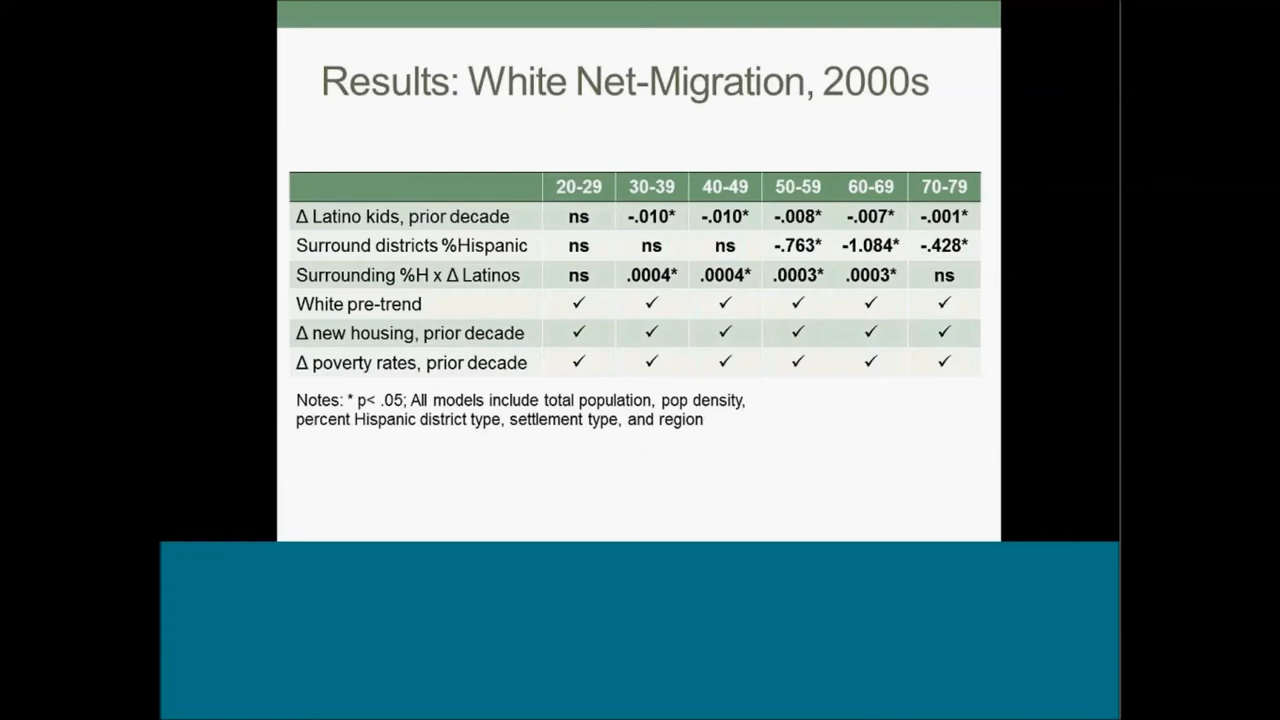 Results: White Net-Migration, 2000s
20-29 30-39 40-49 50-59 60-69 70-79
Δ Latino kids, prior decade ns -.010* -.010* -.008* -.007* -.001*
Surround districts %Hispanic ns ns ns -.763* -1.084* -.428*
Surrounding %H x Δ Latinos ns .0004* .0004* .0003* .0003* ns
White pre-trend ✓ ✓ ✓ ✓ ✓ ✓
Δ new housing, prior decade ✓ ✓ ✓ ✓ ✓ ✓
Δ poverty rates, prior decade ✓ ✓ ✓ ✓ ✓ ✓
Notes: * p< .05; All models include total population, pop density,
percent Hispanic district type, settlement type, and region